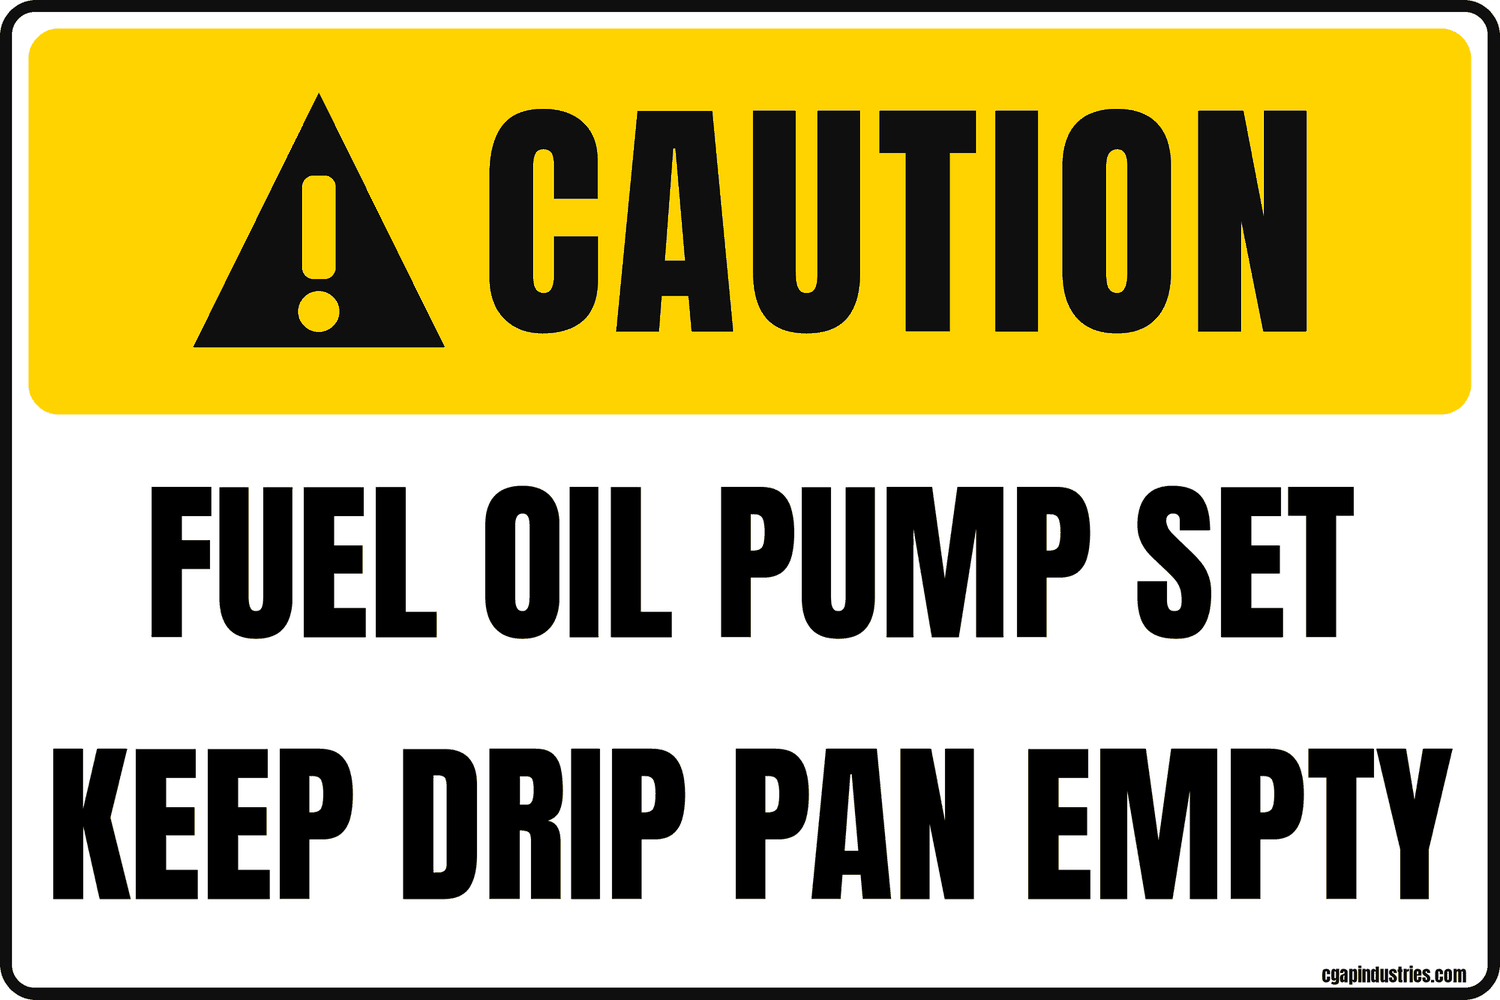 CAUTION
FUEL OIL PUMP SET
KEEP DRIP PAN EMPTY
cgapindustries.com